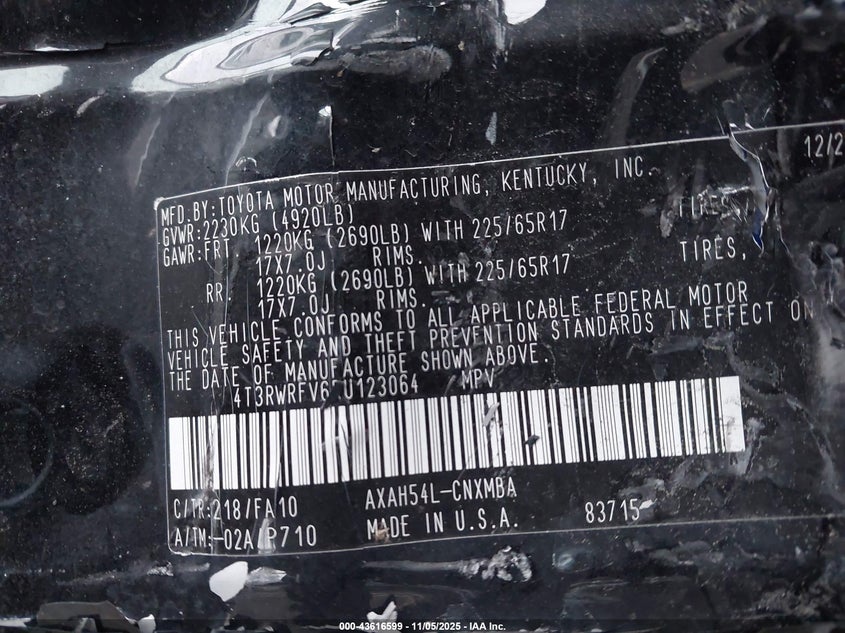 12/2
MFD.BY:TOYOTA MOTOR MANUFACTURING, KENTUCKY, INC.
GVWR:2230KG (4920LB)
GAWR:FRT. 1220KG (2690LB) WITH 225/65R17 TIRES,
17X7.0J RIMS.
RR. 1220KG (2690LB) WITH 225/65R17 TIRES,
17X7.0J RIMS.
THIS VEHICLE CONFORMS TO ALL APPLICABLE FEDERAL MOTOR
VEHICLE SAFETY AND THEFT PREVENTION STANDARDS IN EFFECT ON
THE DATE OF MANUFACTURE SHOWN ABOVE.
MPV
C/TR:218/FA10 AXAH54L-CNXMBA
A/TM:-02A/P710 MADE IN U.S.A. 83715
000-43616599 - 11/05/2025 - IAA Inc.